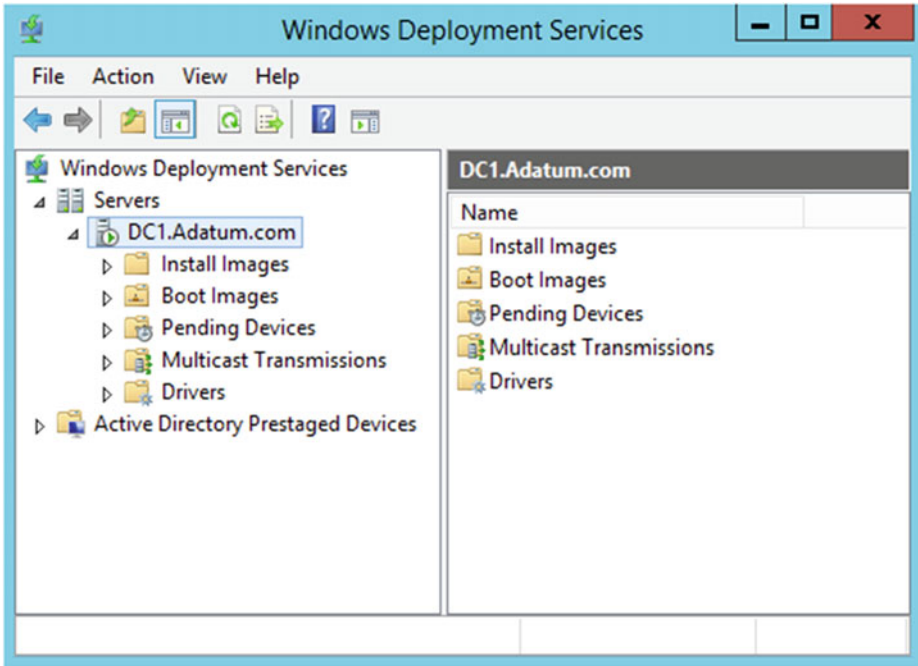 Windows Deployment Services
File Action View Help
Windows Deployment Services
Servers
DC1.Adatum.com
Install Images
Boot Images
Pending Devices
Multicast Transmissions
Drivers
Active Directory Prestaged Devices
DC1.Adatum.com
Name
Install Images
Boot Images
Pending Devices
Multicast Transmissions
Drivers